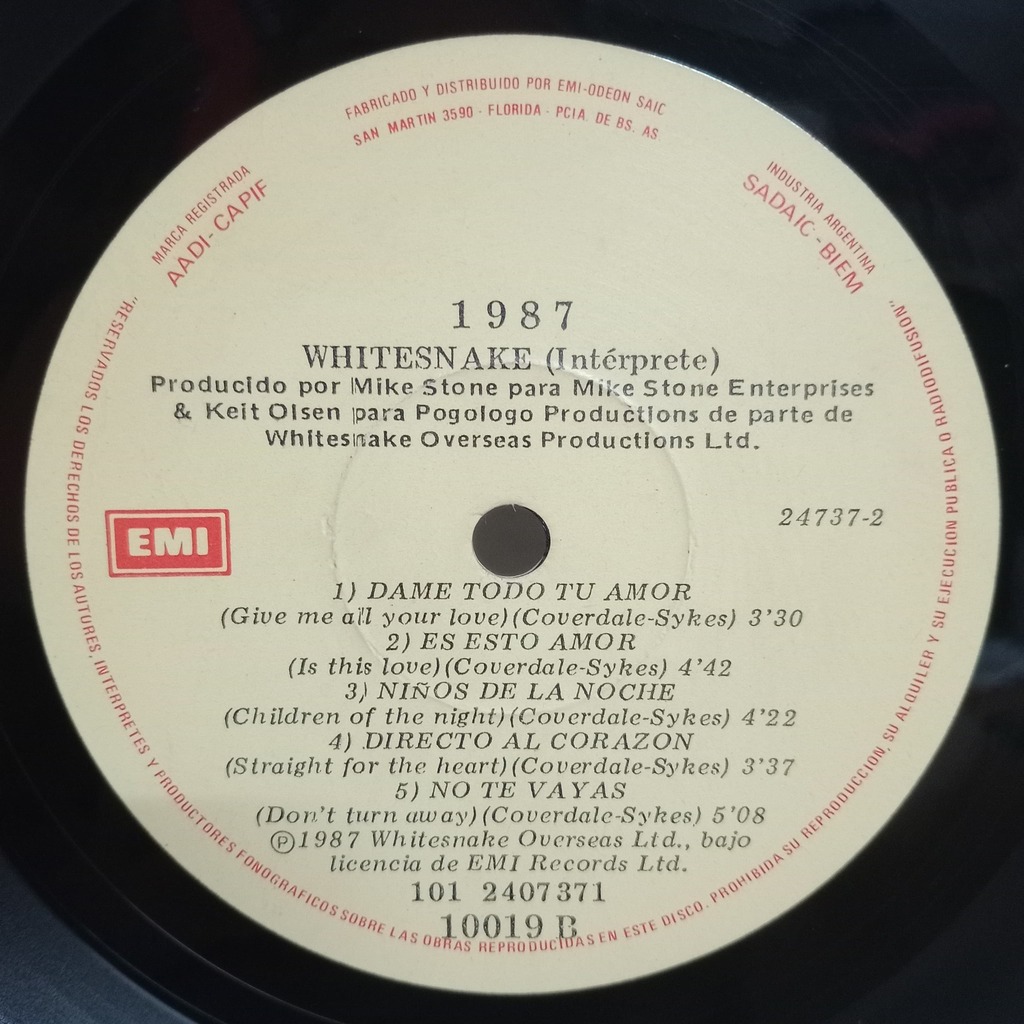 FABRICADO Y DISTRIBUIDO POR EMI-ODEON SAIC
SAN MARTIN 3590 - FLORIDA - PCIA. DE BS. AS.
MARCA REGISTRADA
AADI-CAPIF
INDUSTRIA ARGENTINA
SADAIC-BIEM
1987
WHITESNAKE (Intérprete)
Producido por Mike Stone para Mike Stone Enterprises
& Keit Olsen para Pogologo Productions de parte de
Whitesnake Overseas Productions Ltd.
EMI
24737-2
1) DAME TODO TU AMOR
(Give me all your love) (Coverdale-Sykes) 3'30
2) ES ESTO AMOR
(Is this love) (Coverdale-Sykes) 4'42
3) NIÑOS DE LA NOCHE
(Children of the night) (Coverdale-Sykes) 4'22
4) DIRECTO AL CORAZON
(Straight for the heart) (Coverdale-Sykes) 3'37
5) NO TE VAYAS
(Don't turn away) (Coverdale-Sykes) 5'08
Ⓟ1987 Whitesnake Overseas Ltd., bajo
licencia de EMI Records Ltd.
101 2407371
10019 B
"RESERVADOS LOS DERECHOS DE LOS AUTORES, INTERPRETES Y PRODUCTORES FONOGRAFICOS SOBRE LAS OBRAS REPRODUCIDAS EN ESTE DISCO. PROHIBIDA SU REPRODUCCION, SU ALQUILER Y SU EJECUCION PUBLICA O RADIODIFUSION"